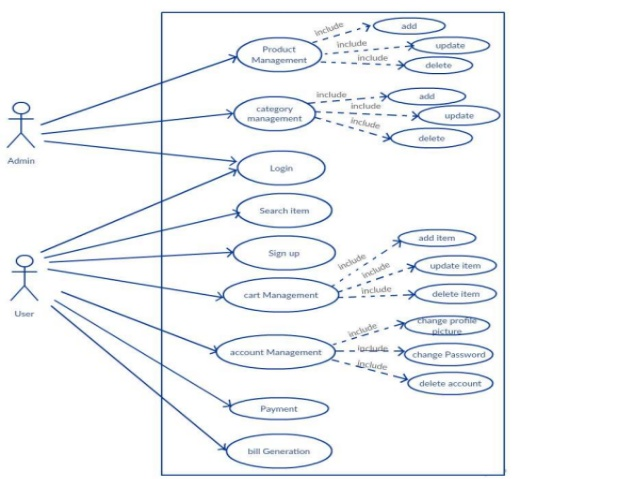 include
add
Product
Management
include
update
include
delete
Admin
category
management
include
add
include
update
include
delete
Login
Search item
Sign up
User
cart Management
include
add item
include
update item
include
delete item
account Management
include
change profile
picture
include
change Password
include
delete account
Payment
bill Generation